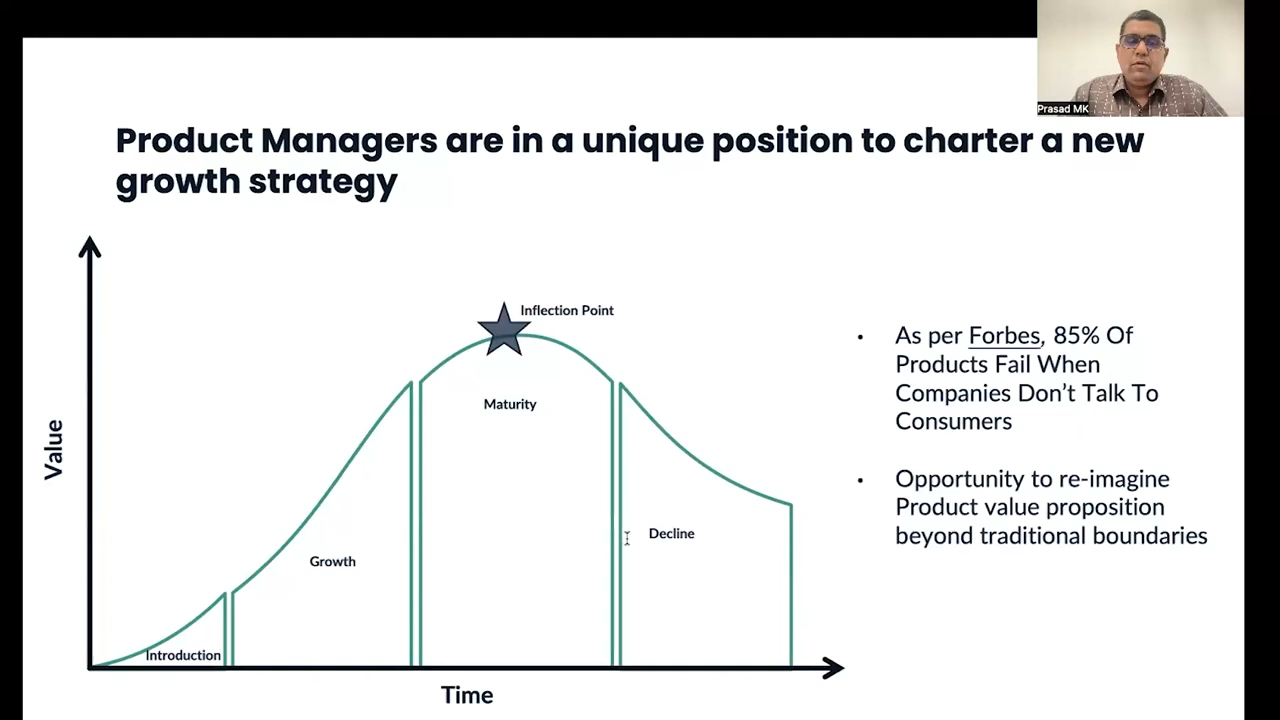 Prasad MK
Product Managers are in a unique position to charter a new
growth strategy
Value
Inflection Point
Maturity
Growth
Decline
Introduction
Time
• As per Forbes, 85% Of
Products Fail When
Companies Don’t Talk To
Consumers
• Opportunity to re-imagine
Product value proposition
beyond traditional boundaries